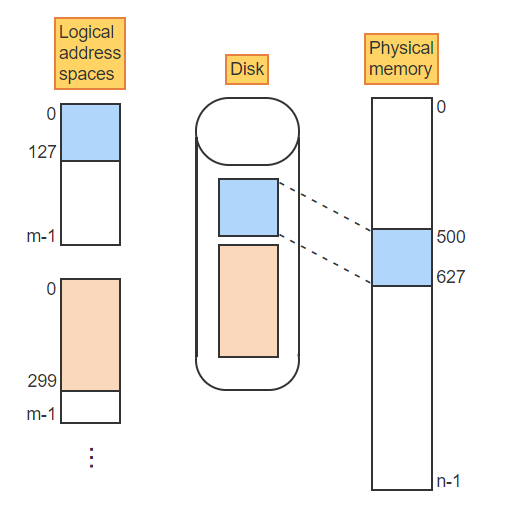 Logical
address
spaces
Disk
Physical
memory
0
127
m-1
0
299
m-1
0
500
627
n-1